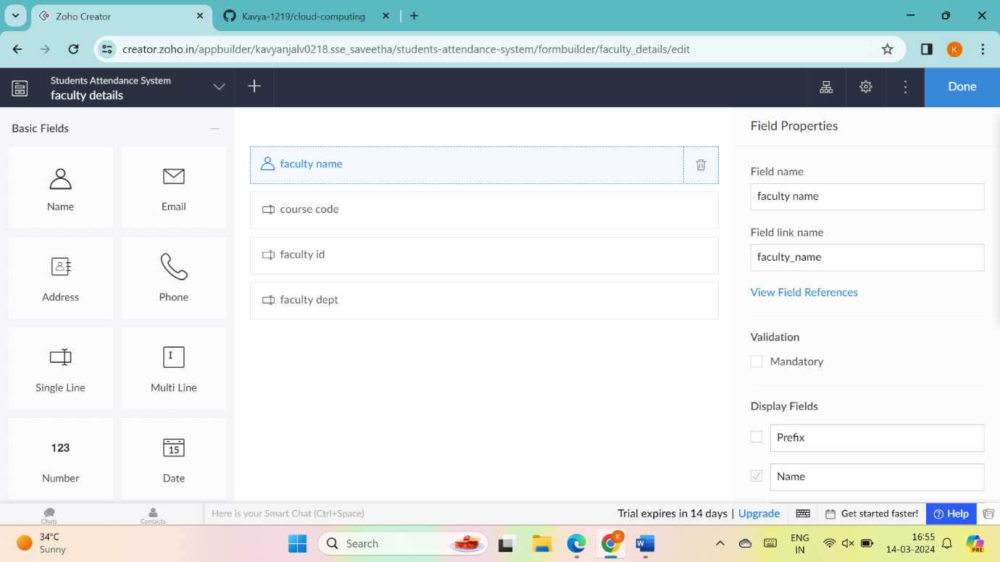 Zoho Creator
Kavya-1219/cloud-computing
creator.zoho.in/appbuilder/kavyanjalv0218.sse_saveetha/students-attendance-system/formbuilder/faculty_details/edit
K
Students Attendance System
faculty details
Done
Basic Fields
Name
Email
Address
Phone
Single Line
Multi Line
123
Number
15
Date
faculty name
course code
faculty id
faculty dept
Field Properties
Field name
faculty name
Field link name
faculty_name
View Field References
Validation
Mandatory
Display Fields
Prefix
Name
Chats
Contacts
Here is your Smart Chat (Ctrl+Space)
Trial expires in 14 days | Upgrade
Get started faster!
Help
34°C
Sunny
Search
K
W
ENG
IN
16:55
14-03-2024
PRE